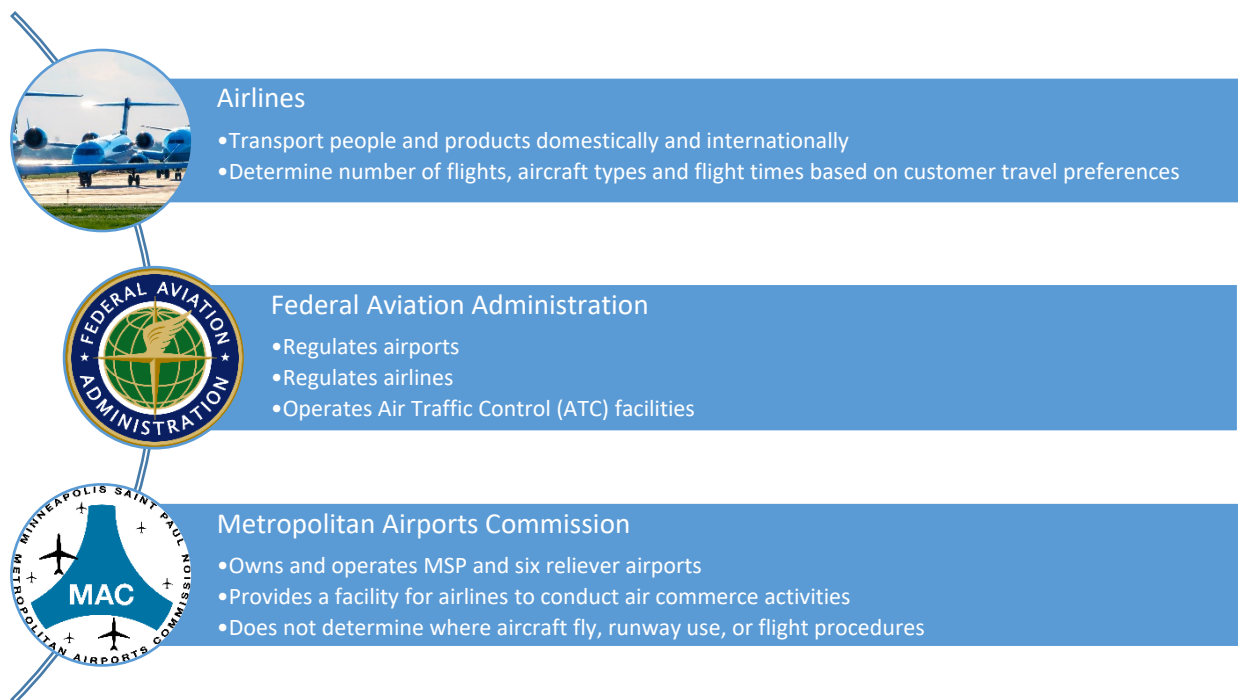 Airlines
•Transport people and products domestically and internationally
•Determine number of flights, aircraft types and flight times based on customer travel preferences
FEDERAL AVIATION
ADMINISTRATION
Federal Aviation Administration
•Regulates airports
•Regulates airlines
•Operates Air Traffic Control (ATC) facilities
MINNEAPOLIS SAINT PAUL
METROPOLITAN AIRPORTS COMMISSION
MAC
Metropolitan Airports Commission
•Owns and operates MSP and six reliever airports
•Provides a facility for airlines to conduct air commerce activities
•Does not determine where aircraft fly, runway use, or flight procedures